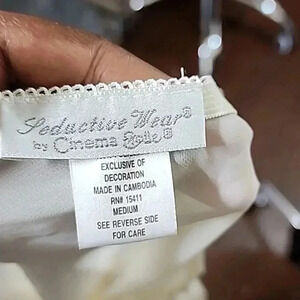 Seductive Wear®
by Cinema Etoile®
EXCLUSIVE OF
DECORATION
MADE IN CAMBODIA
RN# 15411
MEDIUM
SEE REVERSE SIDE
FOR CARE